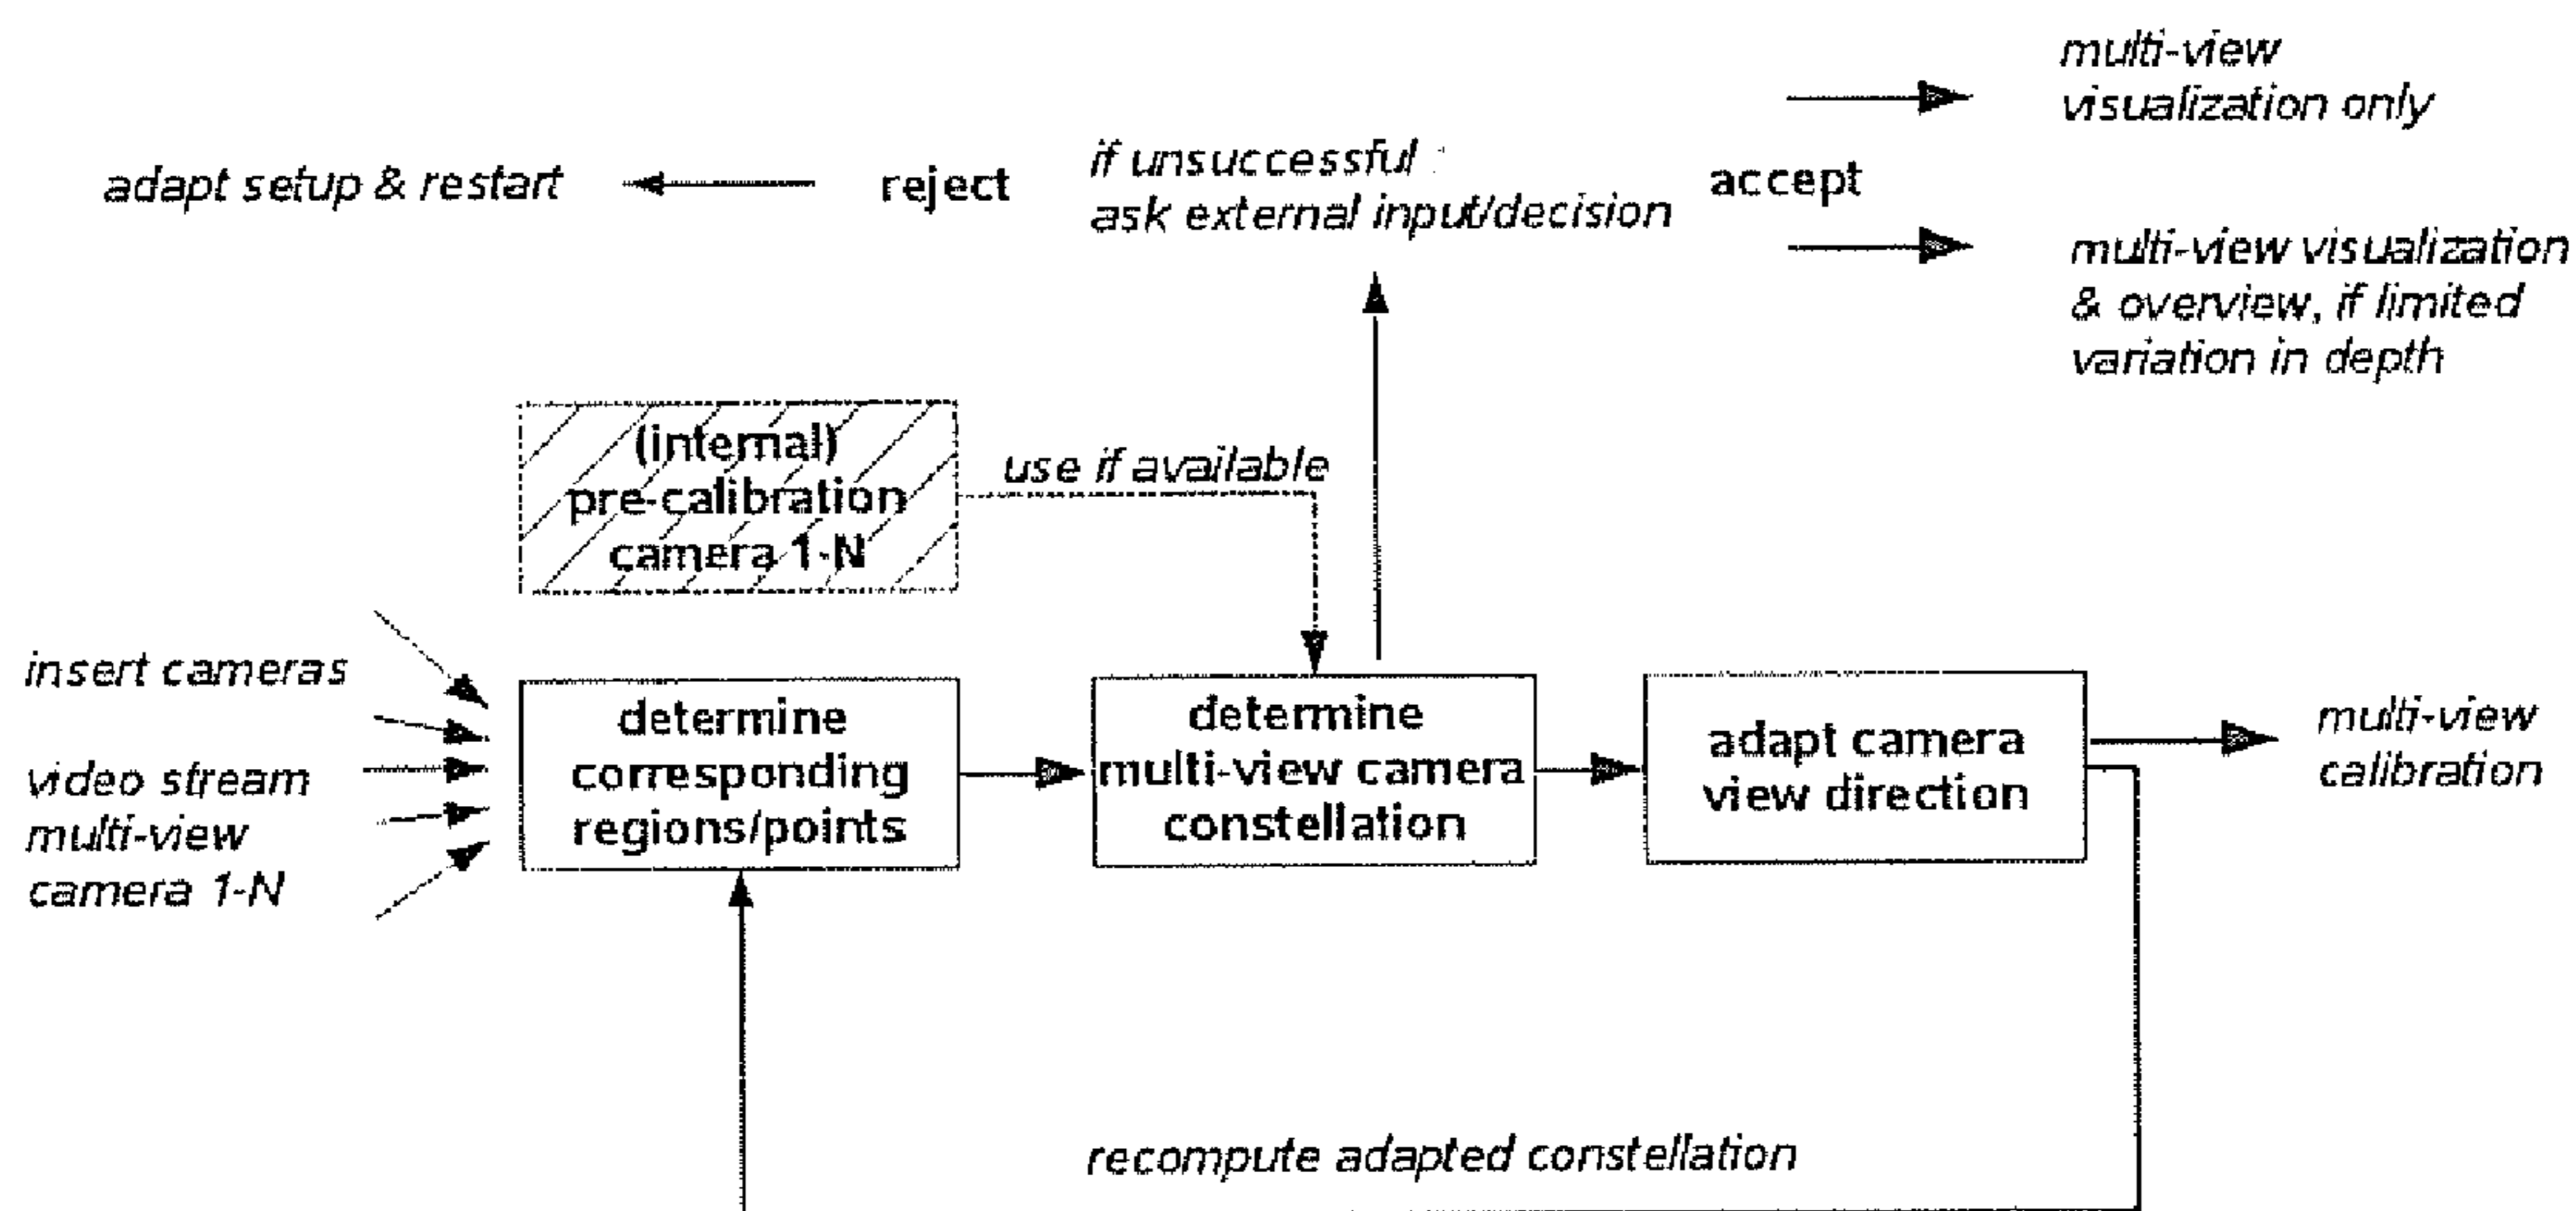 multi-view
visualization only
adapt setup & restart
reject
if unsuccessful :
ask external input/decision
accept
multi-view visualization
& overview, if limited
variation in depth
(internal)
pre-calibration
camera 1-N
use if available
insert cameras
video stream
multi-view
camera 1-N
determine
corresponding
regions/points
determine
multi-view camera
constellation
adapt camera
view direction
multi-view
calibration
recompute adapted constellation